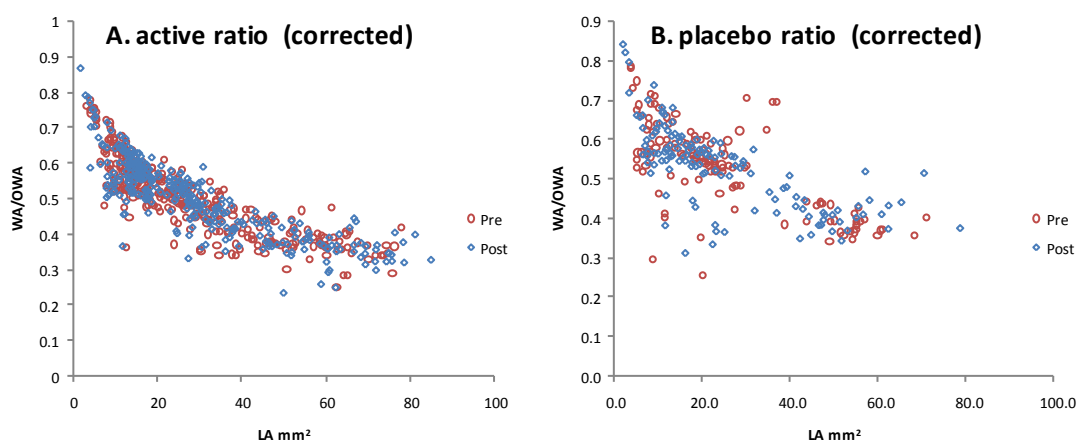 A. active ratio (corrected)
WA/OWA
1
0.9
0.8
0.7
0.6
0.5
0.4
0.3
0.2
0.1
0
0 20 40 60 80 100
LA mm²
Pre
Post
B. placebo ratio (corrected)
WA/OWA
0.9
0.8
0.7
0.6
0.5
0.4
0.3
0.2
0.1
0.0
0.0 20.0 40.0 60.0 80.0 100.0
LA mm²
Pre
Post